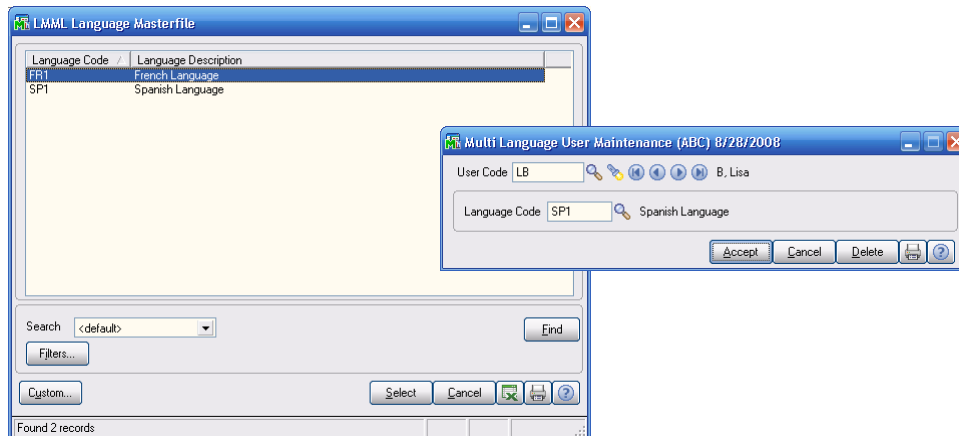 LMML Language Masterfile
Language Code Language Description
FR1 French Language
SP1 Spanish Language
Search <default> Find
Filters...
Custom... Select Cancel
Found 2 records
Multi Language User Maintenance (ABC) 8/28/2008
User Code LB B, Lisa
Language Code SP1 Spanish Language
Accept Cancel Delete